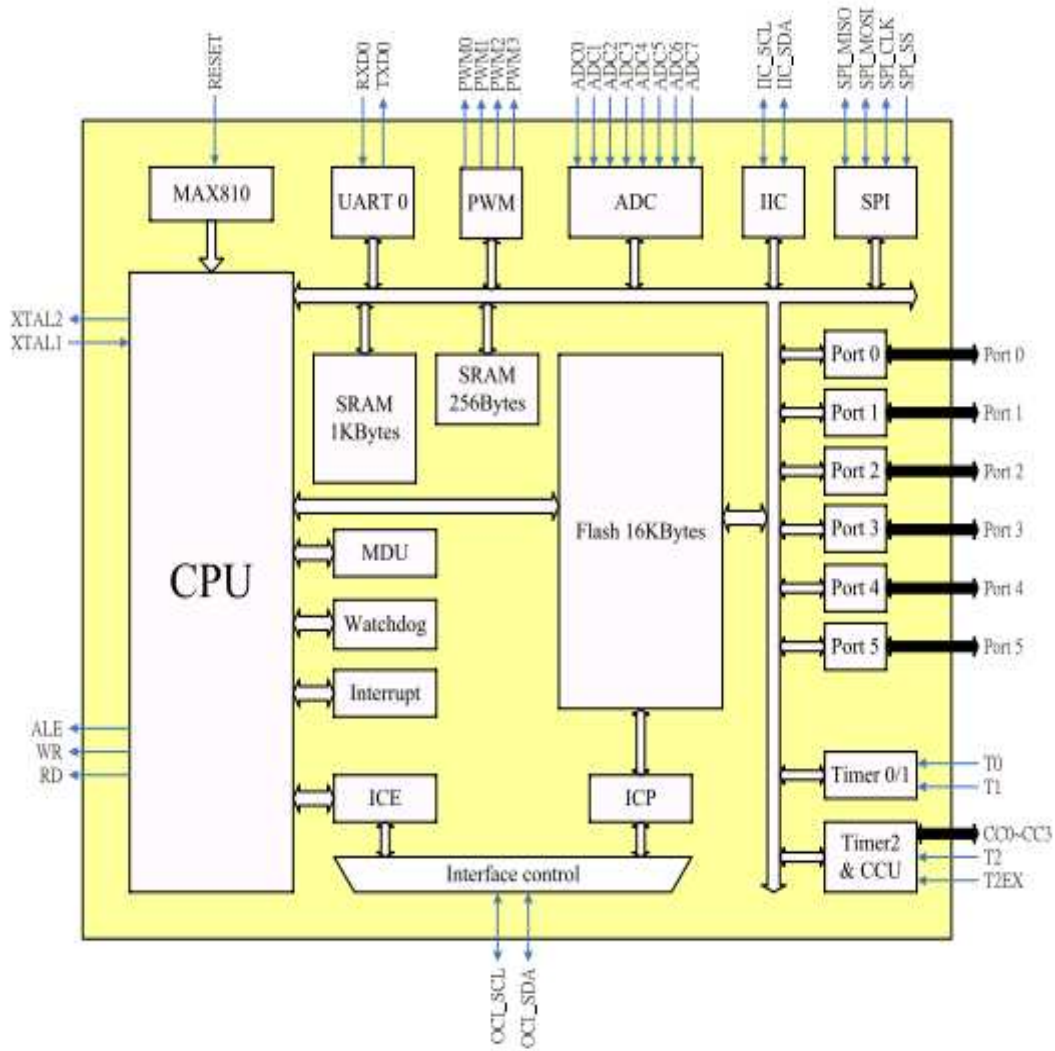 RESET
RXD0
TXD0
PWM0
PWM1
PWM2
PWM3
ADC0
ADC1
ADC2
ADC3
ADC4
ADC5
ADC6
ADC7
IIC_SCL
IIC_SDA
SPI_MISO
SPI_MOSI
SPI_CLK
SPI_SS
MAX810
UART 0
PWM
ADC
IIC
SPI
XTAL2
XTAL1
SRAM
1KBytes
SRAM
256Bytes
Port 0
Port 0
Port 1
Port 1
Port 2
Port 2
Flash 16KBytes
Port 3
Port 3
CPU
MDU
Port 4
Port 4
Watchdog
Port 5
Port 5
Interrupt
ALE
WR
RD
ICE
ICP
Timer 0/1
T0
T1
Interface control
Timer2
& CCU
CC0~CC3
T2
T2EX
OCI_SCL
OCI_SDA